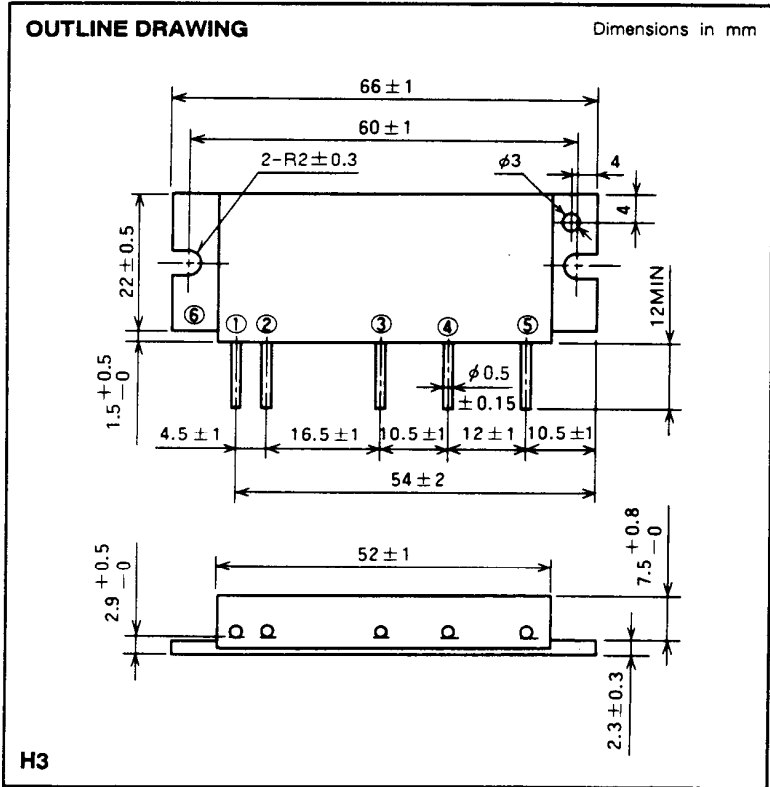 OUTLINE DRAWING
Dimensions in mm
66±1
60±1
2-R2±0.3
φ3
4
4
22±0.5
12MIN
⑥
①
②
③
④
⑤
φ0.5
±0.15
1.5 +0.5 -0
4.5±1
16.5±1
10.5±1
12±1
10.5±1
54±2
52±1
2.9 +0.5 -0
7.5 +0.8 -0
2.3±0.3
H3